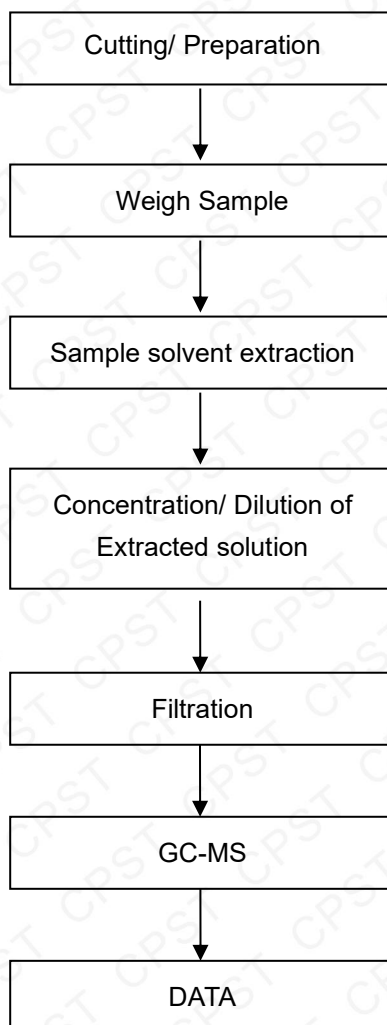 Cutting/ Preparation
Weigh Sample
Sample solvent extraction
Concentration/ Dilution of
Extracted solution
Filtration
GC-MS
DATA